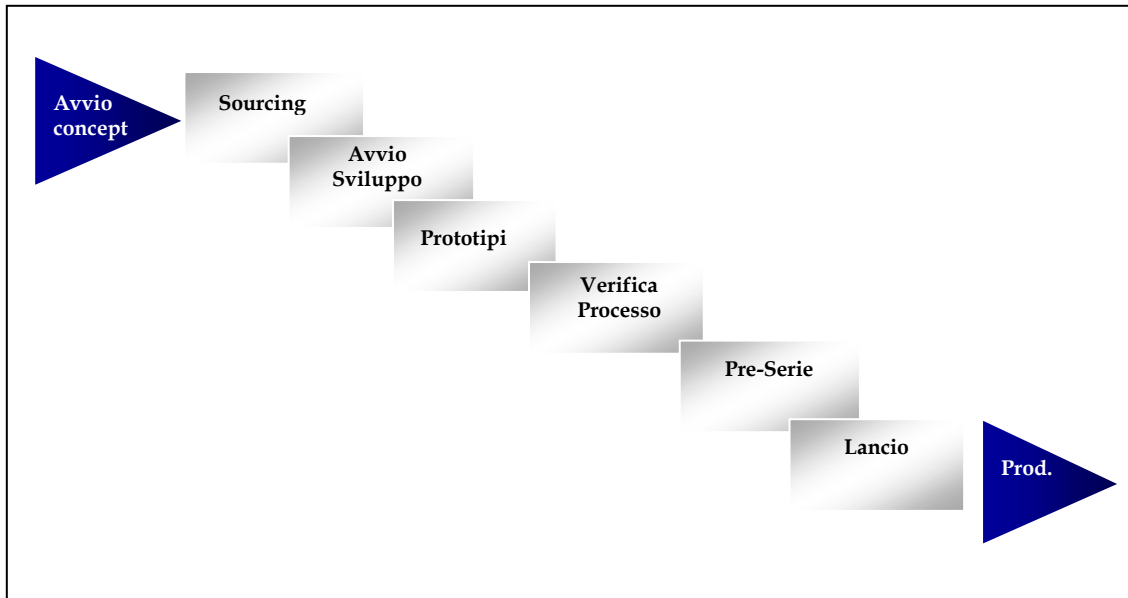 Avvio
concept
Sourcing
Avvio
Sviluppo
Prototipi
Verifica
Processo
Pre-Serie
Lancio
Prod.